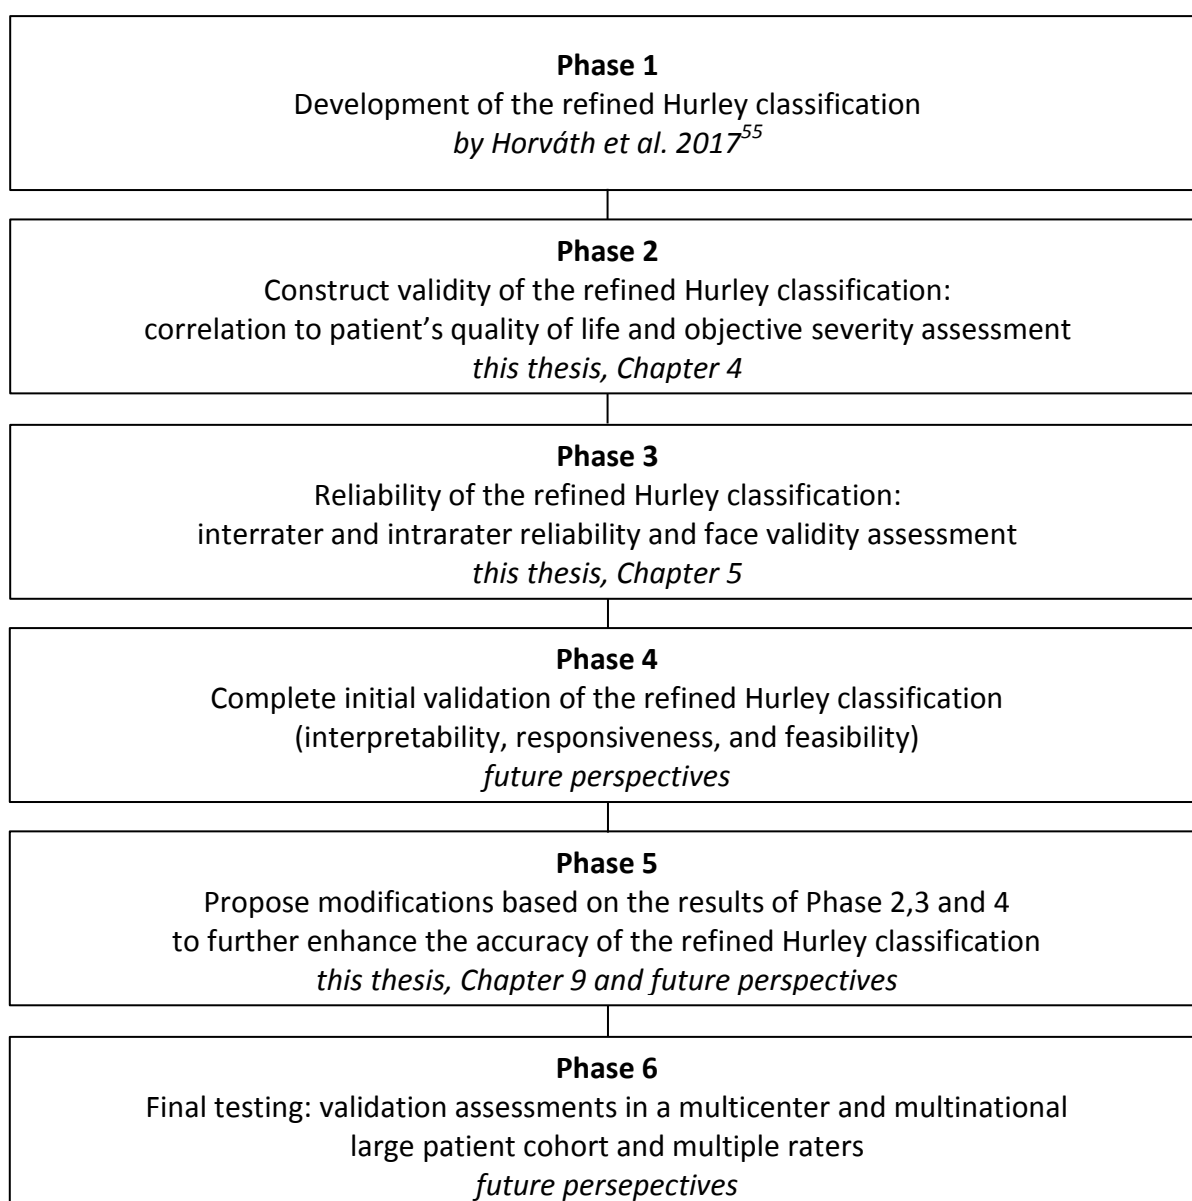 Phase 1
Development of the refined Hurley classification
by Horváth et al. 201755
Phase 2
Construct validity of the refined Hurley classification:
correlation to patient’s quality of life and objective severity assessment
this thesis, Chapter 4
Phase 3
Reliability of the refined Hurley classification:
interrater and intrarater reliability and face validity assessment
this thesis, Chapter 5
Phase 4
Complete initial validation of the refined Hurley classification
(interpretability, responsiveness, and feasibility)
future perspectives
Phase 5
Propose modifications based on the results of Phase 2,3 and 4
to further enhance the accuracy of the refined Hurley classification
this thesis, Chapter 9 and future perspectives
Phase 6
Final testing: validation assessments in a multicenter and multinational
large patient cohort and multiple raters
future persepectives